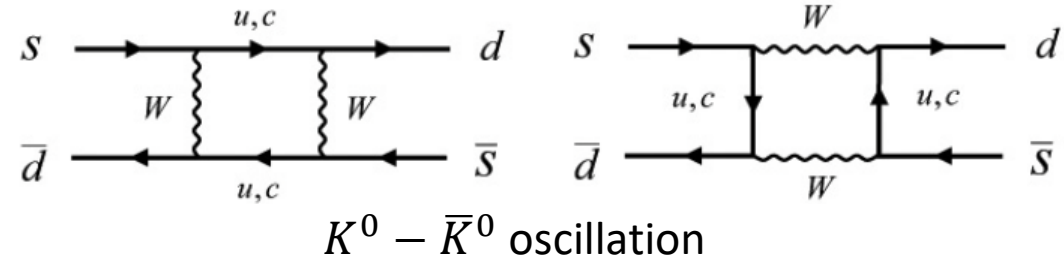 u, c
s d
W W
d̅ s̅
u, c
W
s d
u, c u, c
d̅ s̅
W
K⁰ − K̅⁰ oscillation